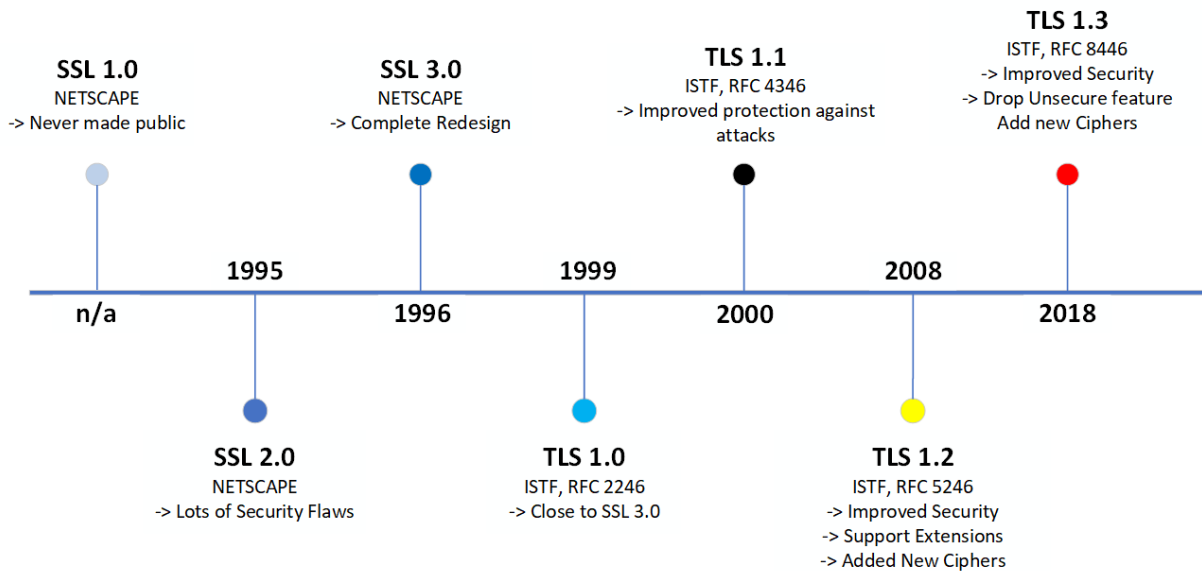 SSL 1.0
NETSCAPE
-> Never made public
n/a
1995
SSL 2.0
NETSCAPE
-> Lots of Security Flaws
SSL 3.0
NETSCAPE
-> Complete Redesign
1996
1999
TLS 1.0
ISTF, RFC 2246
-> Close to SSL 3.0
TLS 1.1
ISTF, RFC 4346
-> Improved protection against
attacks
2000
2008
TLS 1.2
ISTF, RFC 5246
-> Improved Security
-> Support Extensions
-> Added New Ciphers
TLS 1.3
ISTF, RFC 8446
-> Improved Security
-> Drop Unsecure feature
Add new Ciphers
2018